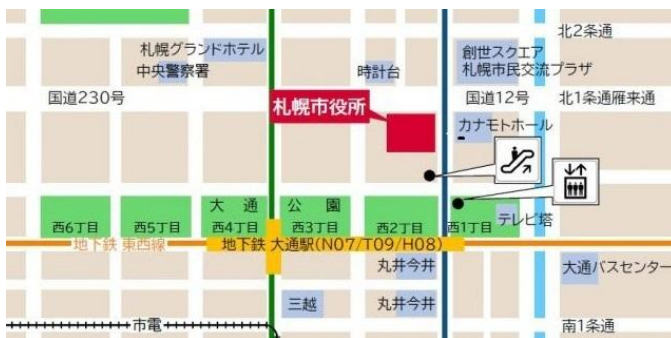 北2条通
札幌グランドホテル
創世スクエア
中央警察署
時計台
札幌市民交流プラザ
国道230号
札幌市役所
国道12号
北1条通雁来通
カナモトホール
大 通 公 園
西6丁目
西5丁目
西4丁目
西3丁目
西2丁目
西1丁目
テレビ塔
地下鉄 東西線
地下鉄 大通駅(N07/T09/H08)
丸井今井
大通バスセンター
三越
丸井今井
市電
南1条通